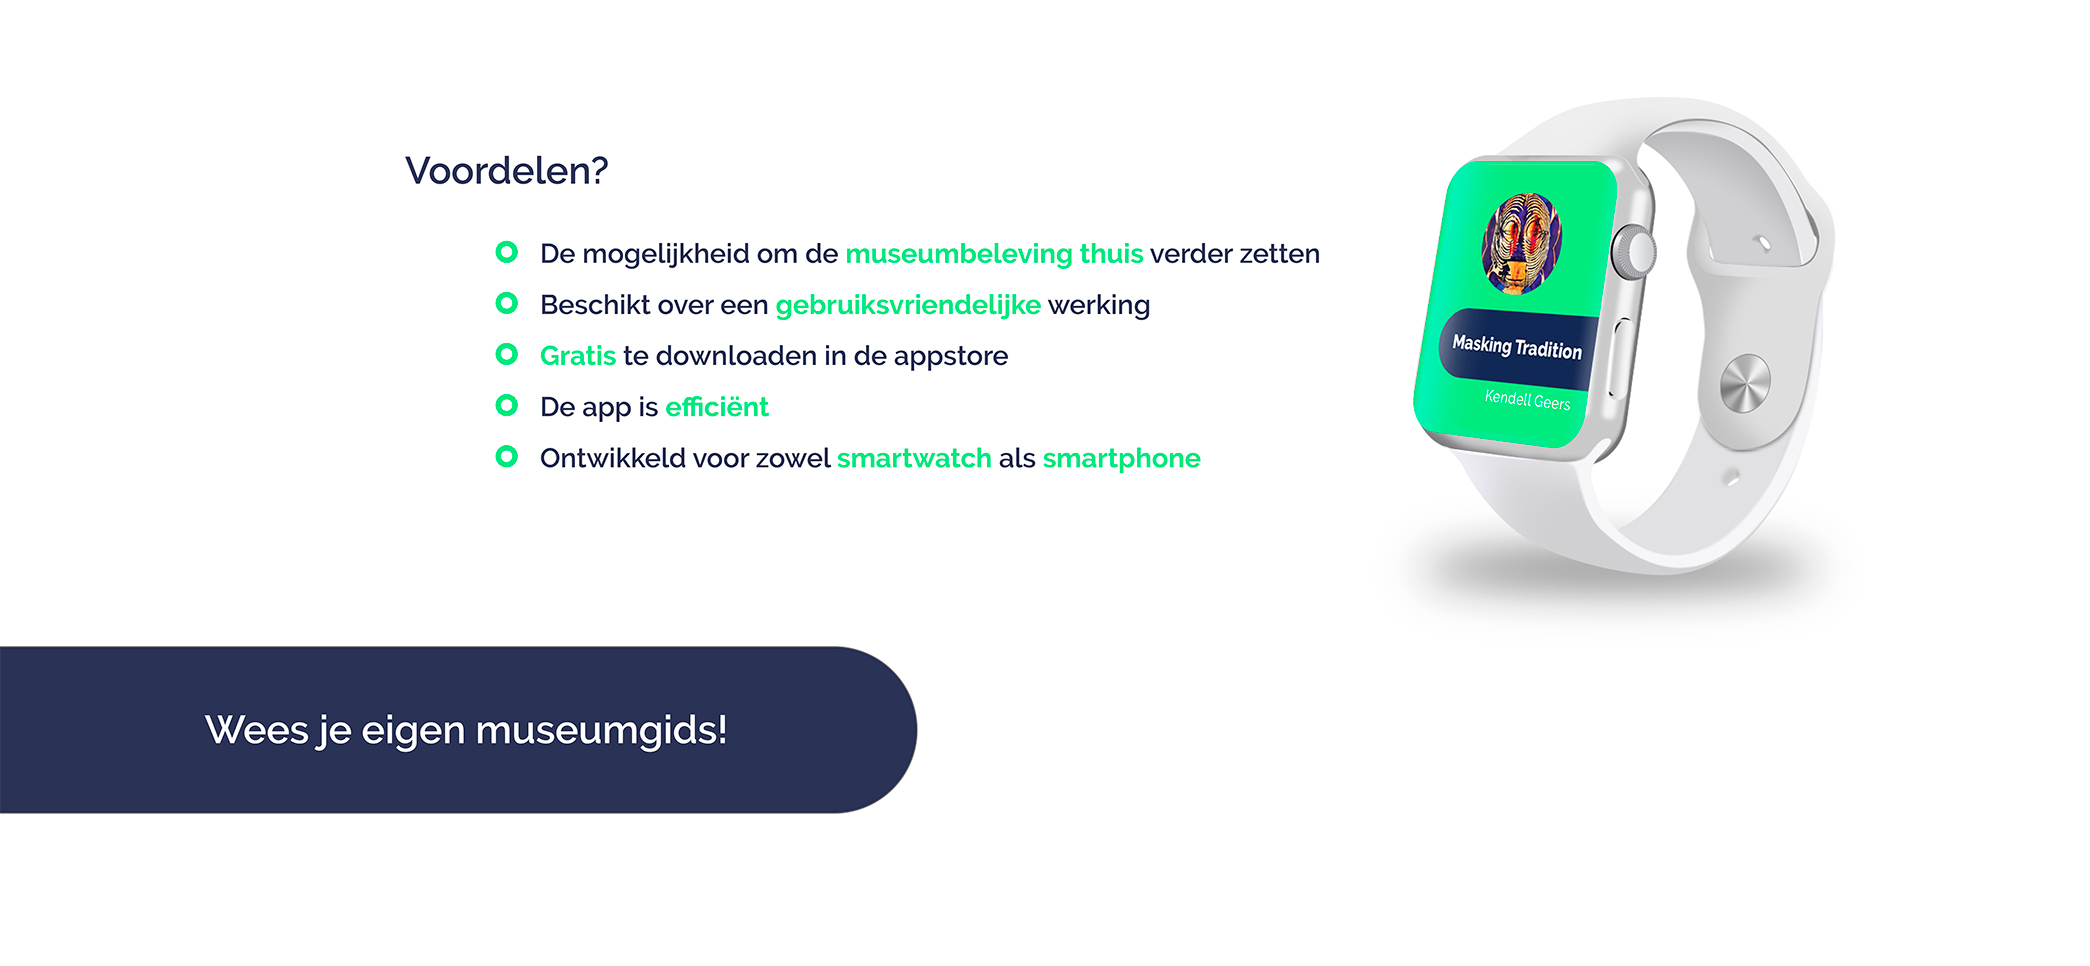 Voordelen?
De mogelijkheid om de museumbeleving thuis verder zetten
Beschikt over een gebruiksvriendelijke werking
Gratis te downloaden in de appstore
De app is efficiënt
Ontwikkeld voor zowel smartwatch als smartphone
Masking Tradition
Kendell Geers
Wees je eigen museumgids!